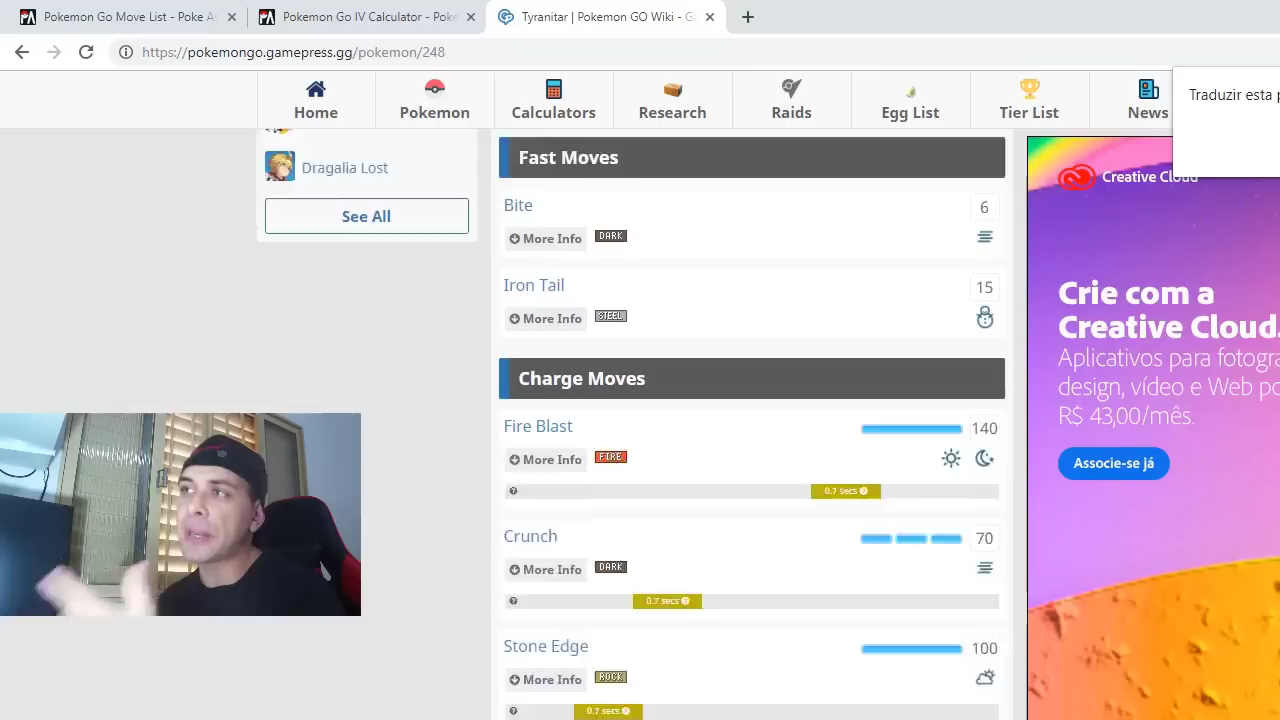 Pokemon Go Move List - Poke A
Pokemon Go IV Calculator - Poke
Tyranitar | Pokemon GO Wiki - G
https://pokemongo.gamepress.gg/pokemon/248
Home
Pokemon
Calculators
Research
Raids
Egg List
Tier List
News
Traduzir esta p
Dragalia Lost
See All
Fast Moves
Bite
6
More Info
DARK
Iron Tail
15
More Info
STEEL
Charge Moves
Fire Blast
140
More Info
FIRE
0.7 secs
Crunch
70
More Info
DARK
0.7 secs
Stone Edge
100
More Info
ROCK
0.7 secs
Creative Cloud
Crie com a
Creative Cloud.
Aplicativos para fotogra
design, vídeo e Web po
R$ 43,00/mês.
Associe-se já